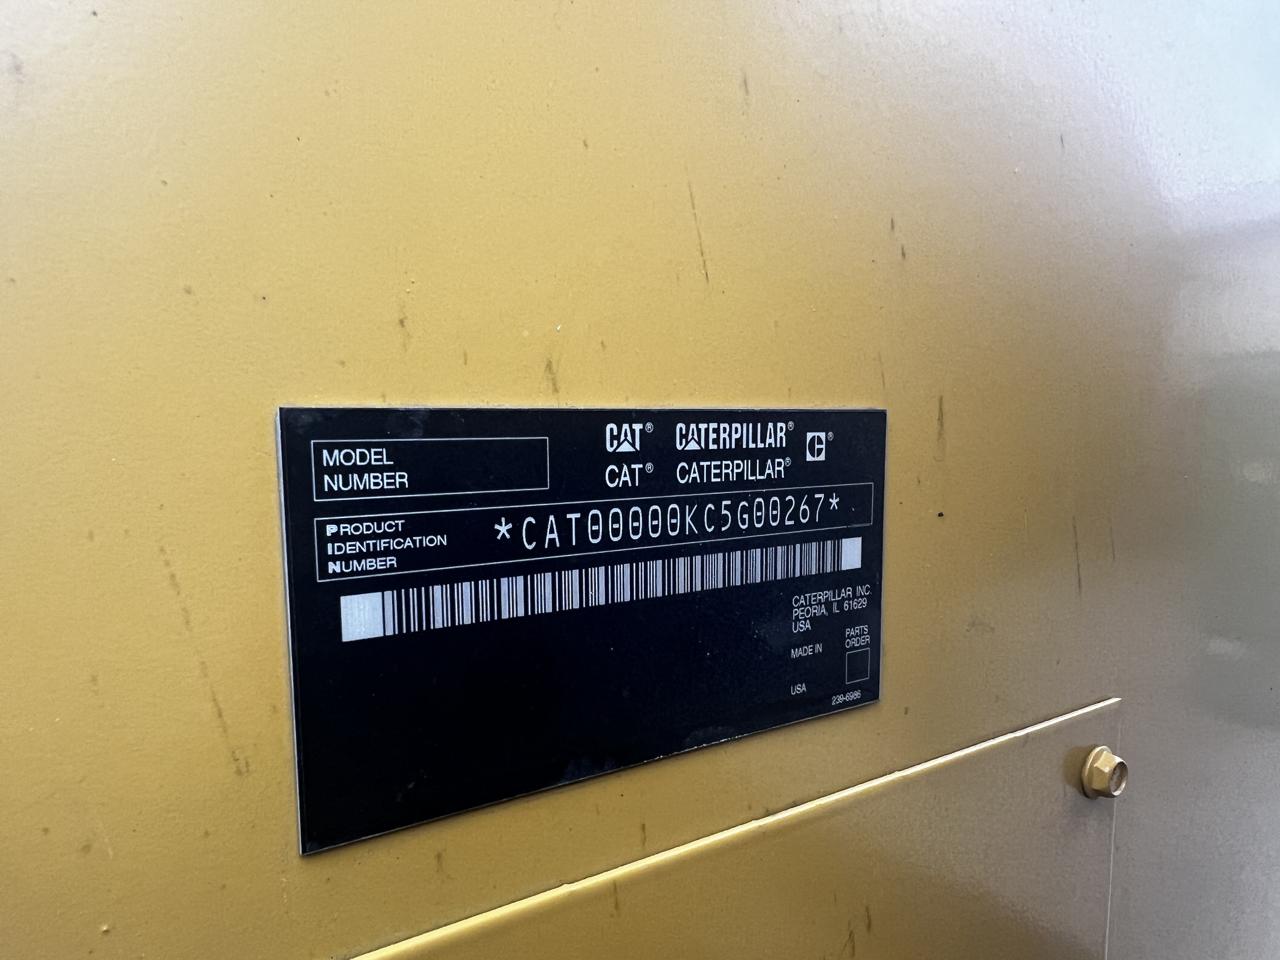 CAT® CATERPILLAR®
CAT® CATERPILLAR®
MODEL
NUMBER
PRODUCT
IDENTIFICATION
NUMBER
*CAT00000KC5G00267*
CATERPILLAR INC.
PEORIA, IL 61629
USA
MADE IN
USA
PARTS
ORDER
239-6986